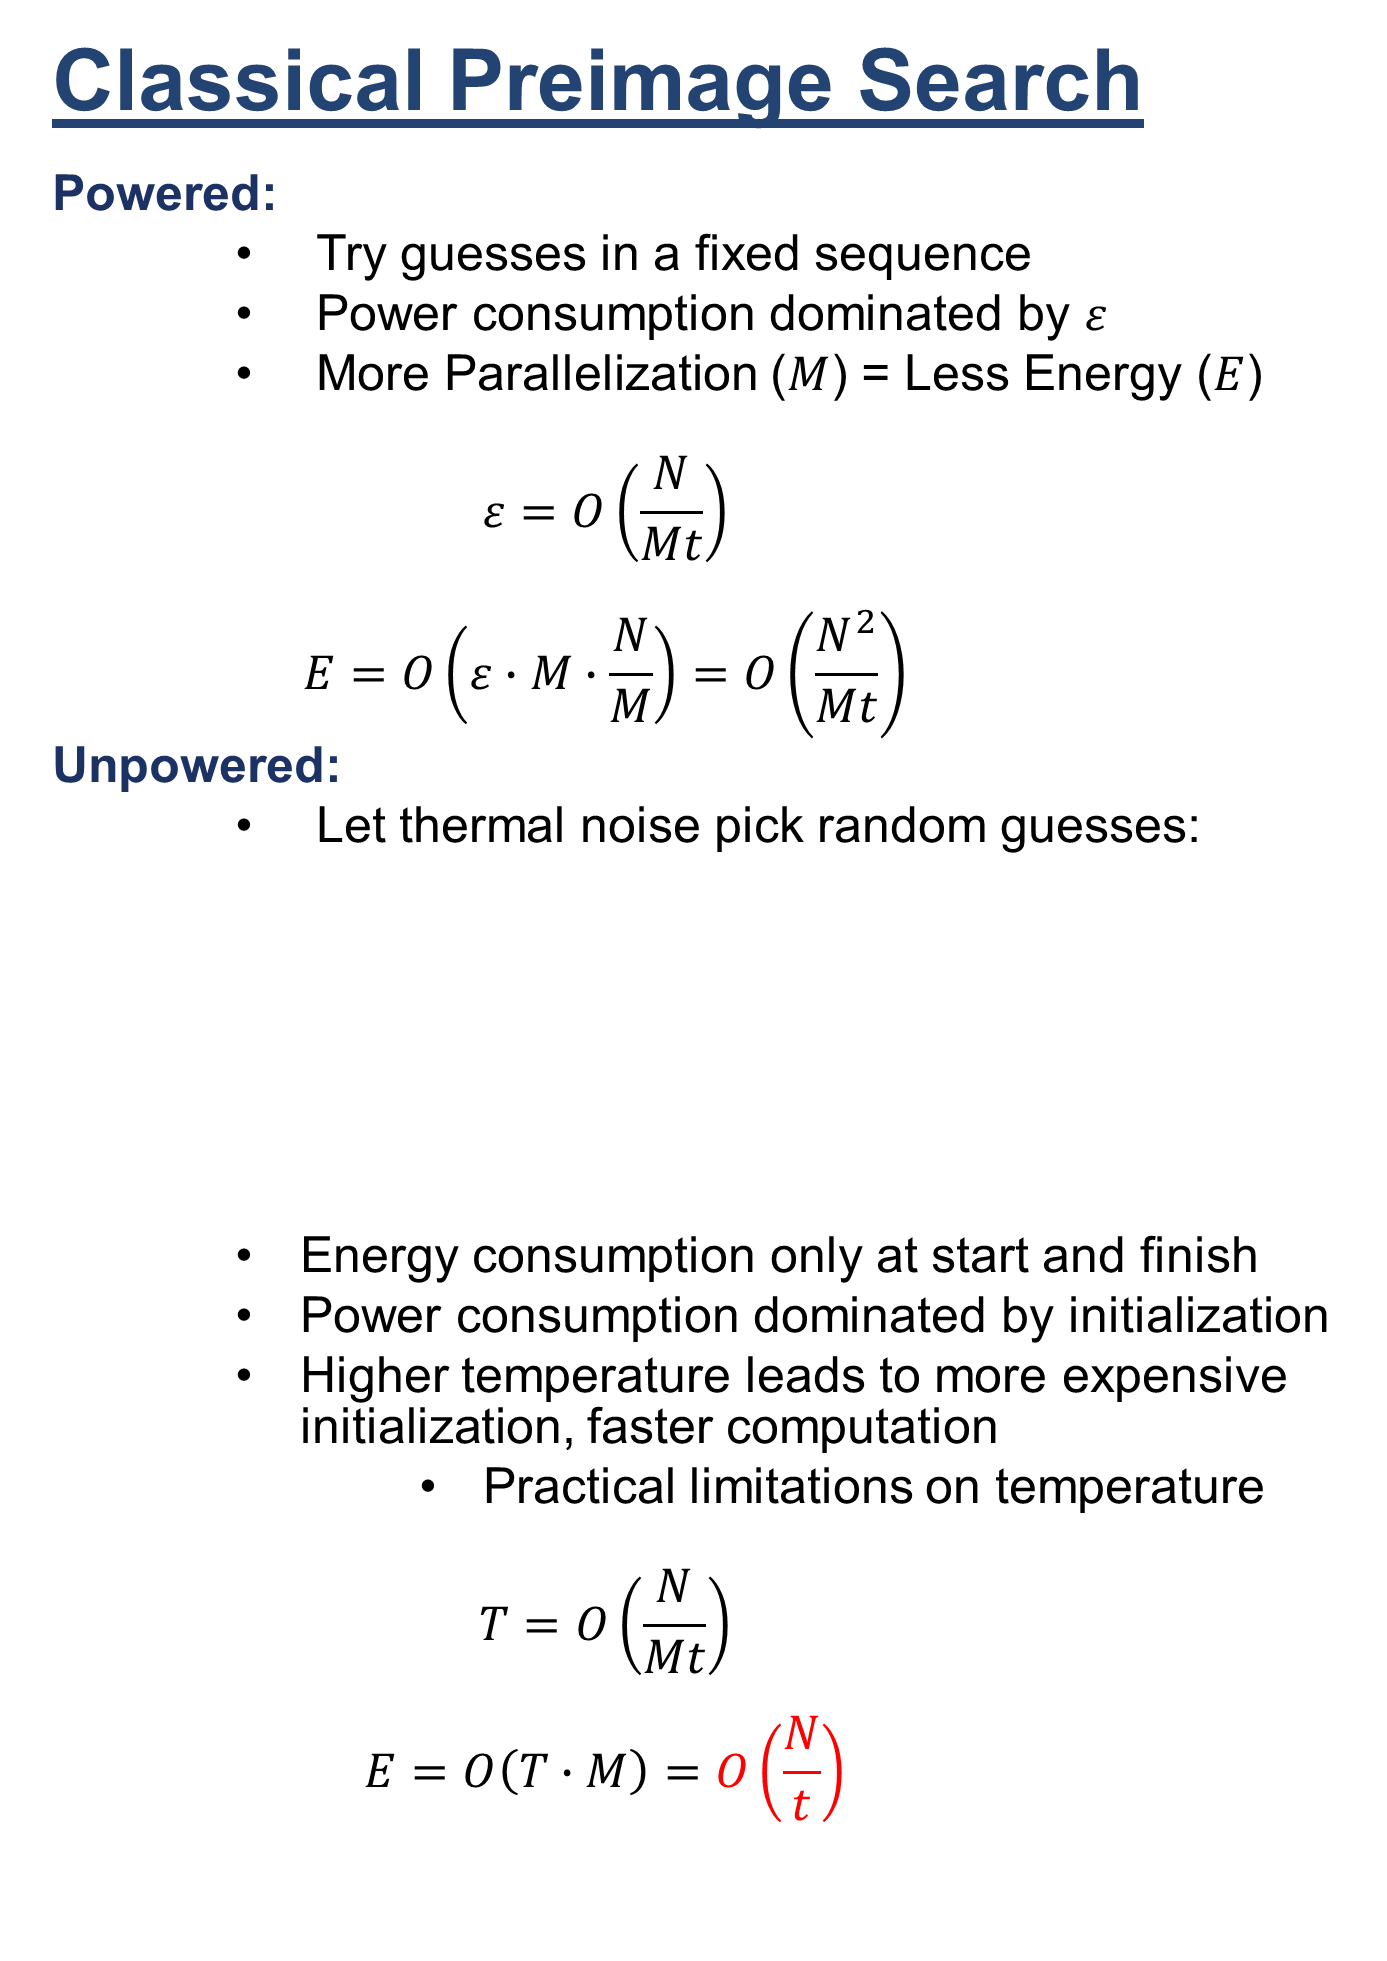 Classical Preimage Search
Powered:
• Try guesses in a fixed sequence
• Power consumption dominated by ε
• More Parallelization (M) = Less Energy (E)
ε = O(N/Mt)
E = O(ε · M · N/M) = O(N²/Mt)
Unpowered:
• Let thermal noise pick random guesses:
• Energy consumption only at start and finish
• Power consumption dominated by initialization
• Higher temperature leads to more expensive
initialization, faster computation
• Practical limitations on temperature
T = O(N/Mt)
E = O(T · M) = O(N/t)